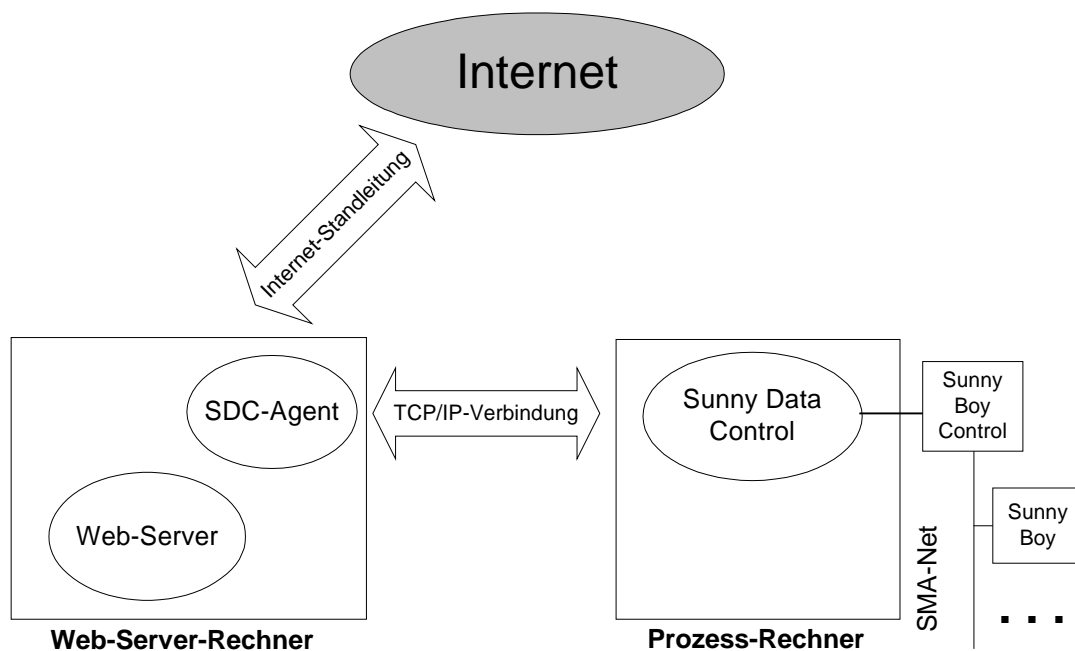 Internet
Internet-Standleitung
SDC-Agent
Web-Server
Web-Server-Rechner
TCP/IP-Verbindung
Sunny Data
Control
Prozess-Rechner
Sunny
Boy
Control
SMA-Net
Sunny
Boy
. . .